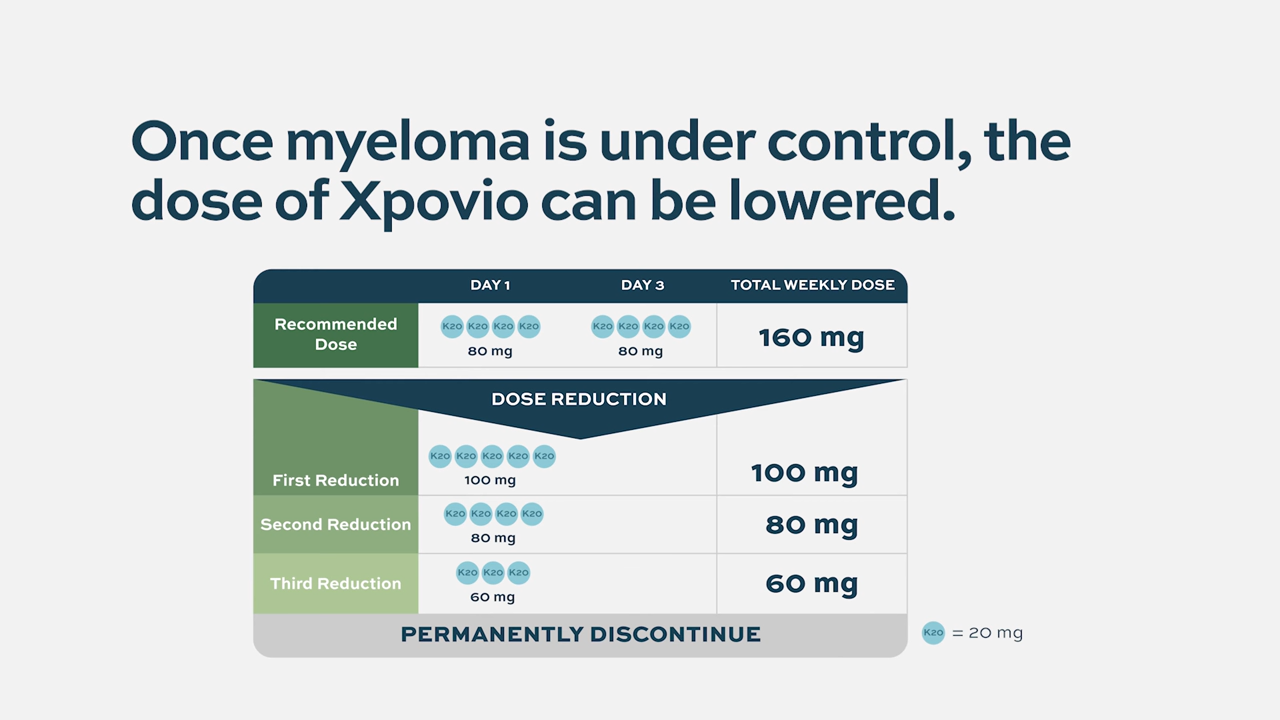 Once myeloma is under control, the
dose of Xpovio can be lowered.
DAY 1 DAY 3 TOTAL WEEKLY DOSE
Recommended
Dose
K20 K20 K20 K20 K20 K20 K20 K20
80 mg 80 mg
160 mg
DOSE REDUCTION
First Reduction
K20 K20 K20 K20 K20
100 mg
100 mg
Second Reduction
K20 K20 K20 K20
80 mg
80 mg
Third Reduction
K20 K20 K20
60 mg
60 mg
PERMANENTLY DISCONTINUE
K20 = 20 mg